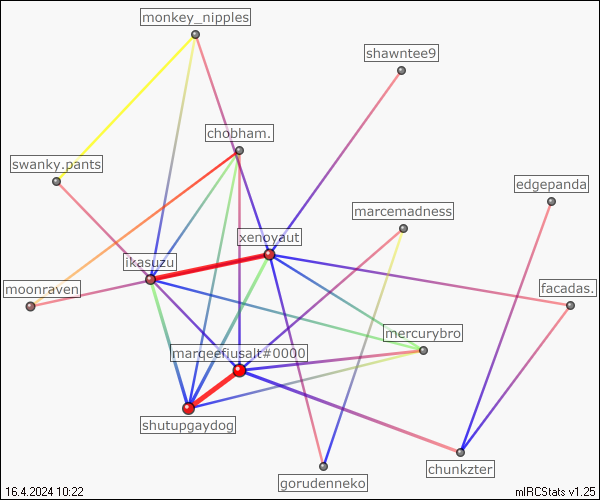 monkey_nipples
shawntee9
chobham.
swanky.pants
edgepanda
marcemadness
xenoyaut
ikasuzu
moonraven
facadas.
mercurybro
marqeefiusalt#0000
shutupgaydog
chunkzter
gorudenneko
16.4.2024 10:22
mIRCStats v1.25